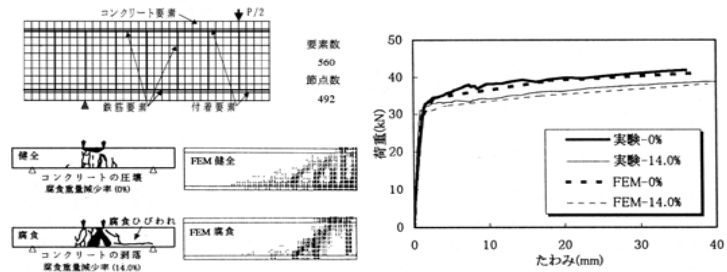 コンクリート要素
P/2
鉄筋要素
付着要素
要素数
560
節点数
492
健全
コンクリートの圧壊
腐食重量減少率(0%)
FEM 健全
腐食
腐食ひびわれ
コンクリートの剥落
腐食重量減少率(14.0%)
FEM 腐食
荷重(kN)
50
40
30
20
10
0
0
10
20
30
40
たわみ(mm)
実験-0%
実験-14.0%
FEM-0%
FEM-14.0%